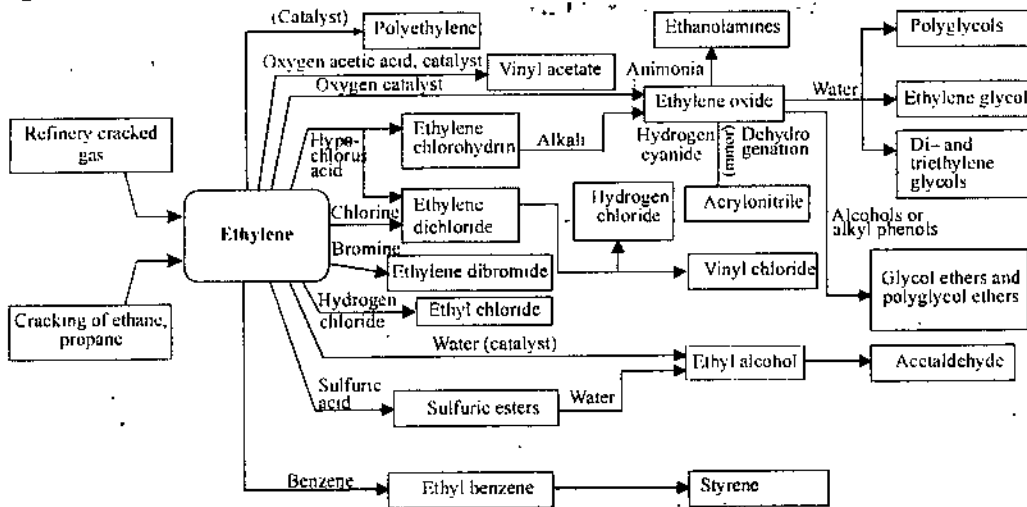 (Catalyst)
Polyethylene
Ethanolamines
Polyglycols
Oxygen acetic acid, catalyst
Vinyl acetate
Oxygen catalyst
Animonia
Ethylene oxide
Water
Ethylene glycol
Refinery cracked
gas
Hypo-
chlorus
acid
Ethylene
chlorohydrin
Alkali
Hydrogen
cyanide
(minor)
Dehydro
genation
Di- and
triethylene
glycols
Ethylene
Chlorine
Ethylene
dichloride
Hydrogen
chloride
Acrylonitrile
Alcohols or
alkyl phenols
Bromine
Ethylene dibromide
Vinyl chloride
Glycol ethers and
polyglycol ethers
Cracking of ethane,
propane
Hydrogen
chloride
Ethyl chloride
Water (catalyst)
Ethyl alcohol
Acetaldehyde
Sulfuric
acid
Sulfuric esters
Water
Benzene
Ethyl benzene
Styrene